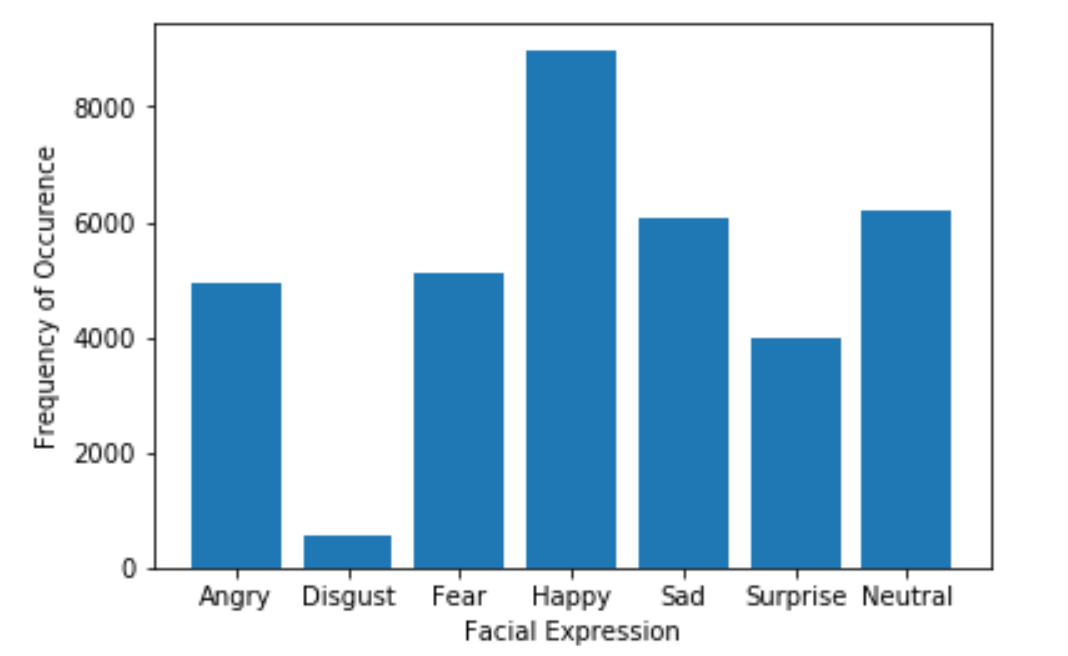 Frequency of Occurence
8000
6000
4000
2000
0
Angry Disgust Fear Happy Sad Surprise Neutral
Facial Expression